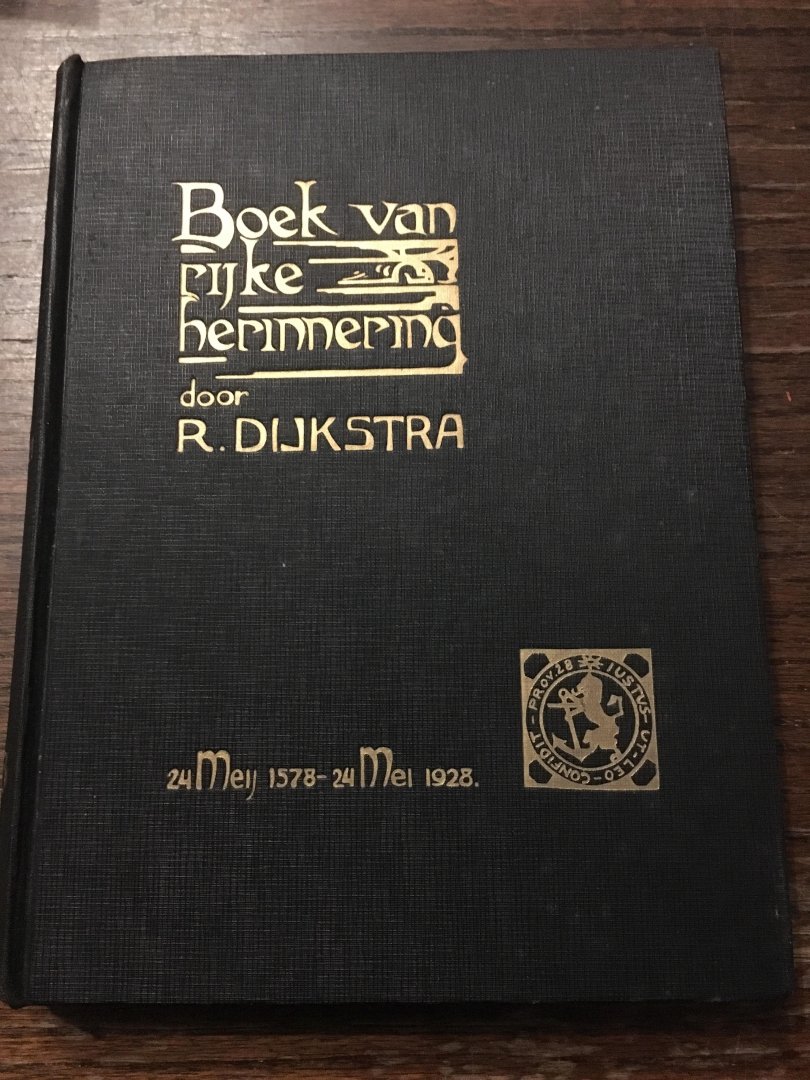 Boek van
rijke
herinnering
door
R. DIJKSTRA
24 Meij 1578 - 24 Mei 1928.
PROV. 28 IUSTUS - UT - LEO - CONFIDIT -